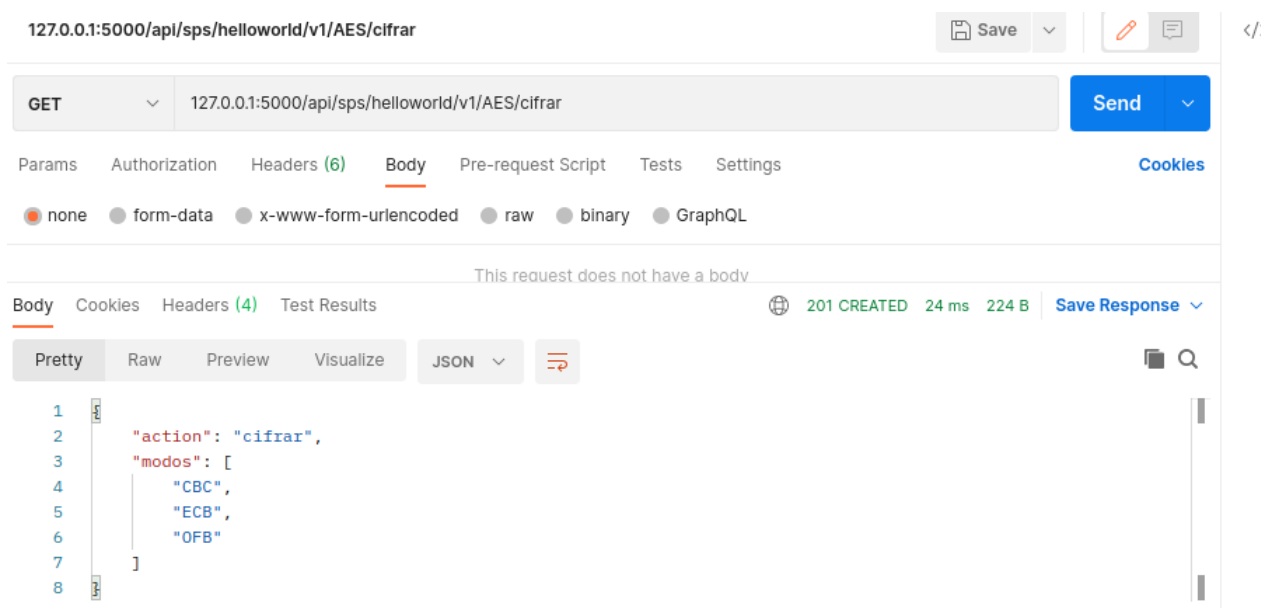 127.0.0.1:5000/api/sps/helloworld/v1/AES/cifrar Save </>
GET 127.0.0.1:5000/api/sps/helloworld/v1/AES/cifrar Send
Params Authorization Headers (6) Body Pre-request Script Tests Settings Cookies
none form-data x-www-form-urlencoded raw binary GraphQL
This request does not have a body
Body Cookies Headers (4) Test Results 201 CREATED 24 ms 224 B Save Response
Pretty Raw Preview Visualize JSON
1 {
2 "action": "cifrar",
3 "modos": [
4 "CBC",
5 "ECB",
6 "OFB"
7 ]
8 }